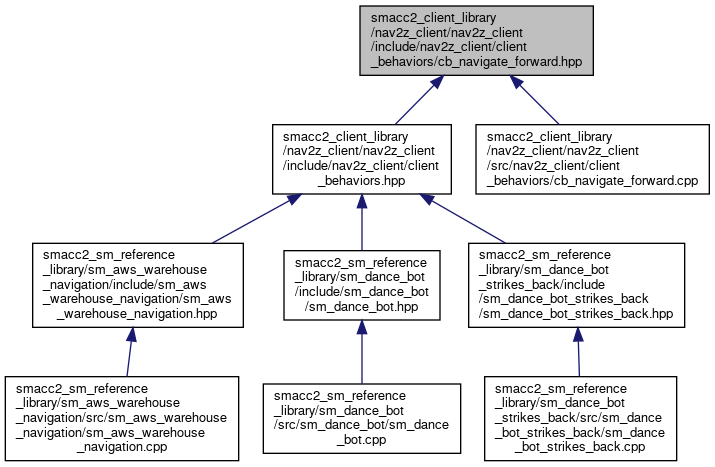 smacc2_client_library
/nav2z_client/nav2z_client
/include/nav2z_client/client
_behaviors/cb_navigate_forward.hpp
smacc2_client_library
/nav2z_client/nav2z_client
/include/nav2z_client/client
_behaviors.hpp
smacc2_client_library
/nav2z_client/nav2z_client
/src/nav2z_client/client
_behaviors/cb_navigate_forward.cpp
smacc2_sm_reference
_library/sm_aws_warehouse
_navigation/include/sm_aws
_warehouse_navigation/sm_aws
_warehouse_navigation.hpp
smacc2_sm_reference
_library/sm_dance_bot
/include/sm_dance_bot
/sm_dance_bot.hpp
smacc2_sm_reference
_library/sm_dance_bot
_strikes_back/include
/sm_dance_bot_strikes_back
/sm_dance_bot_strikes_back.hpp
smacc2_sm_reference
_library/sm_aws_warehouse
_navigation/src/sm_aws_warehouse
_navigation/sm_aws_warehouse
_navigation.cpp
smacc2_sm_reference
_library/sm_dance_bot
/src/sm_dance_bot/sm_dance
_bot.cpp
smacc2_sm_reference
_library/sm_dance_bot
_strikes_back/src/sm_dance
_bot_strikes_back/sm_dance
_bot_strikes_back.cpp